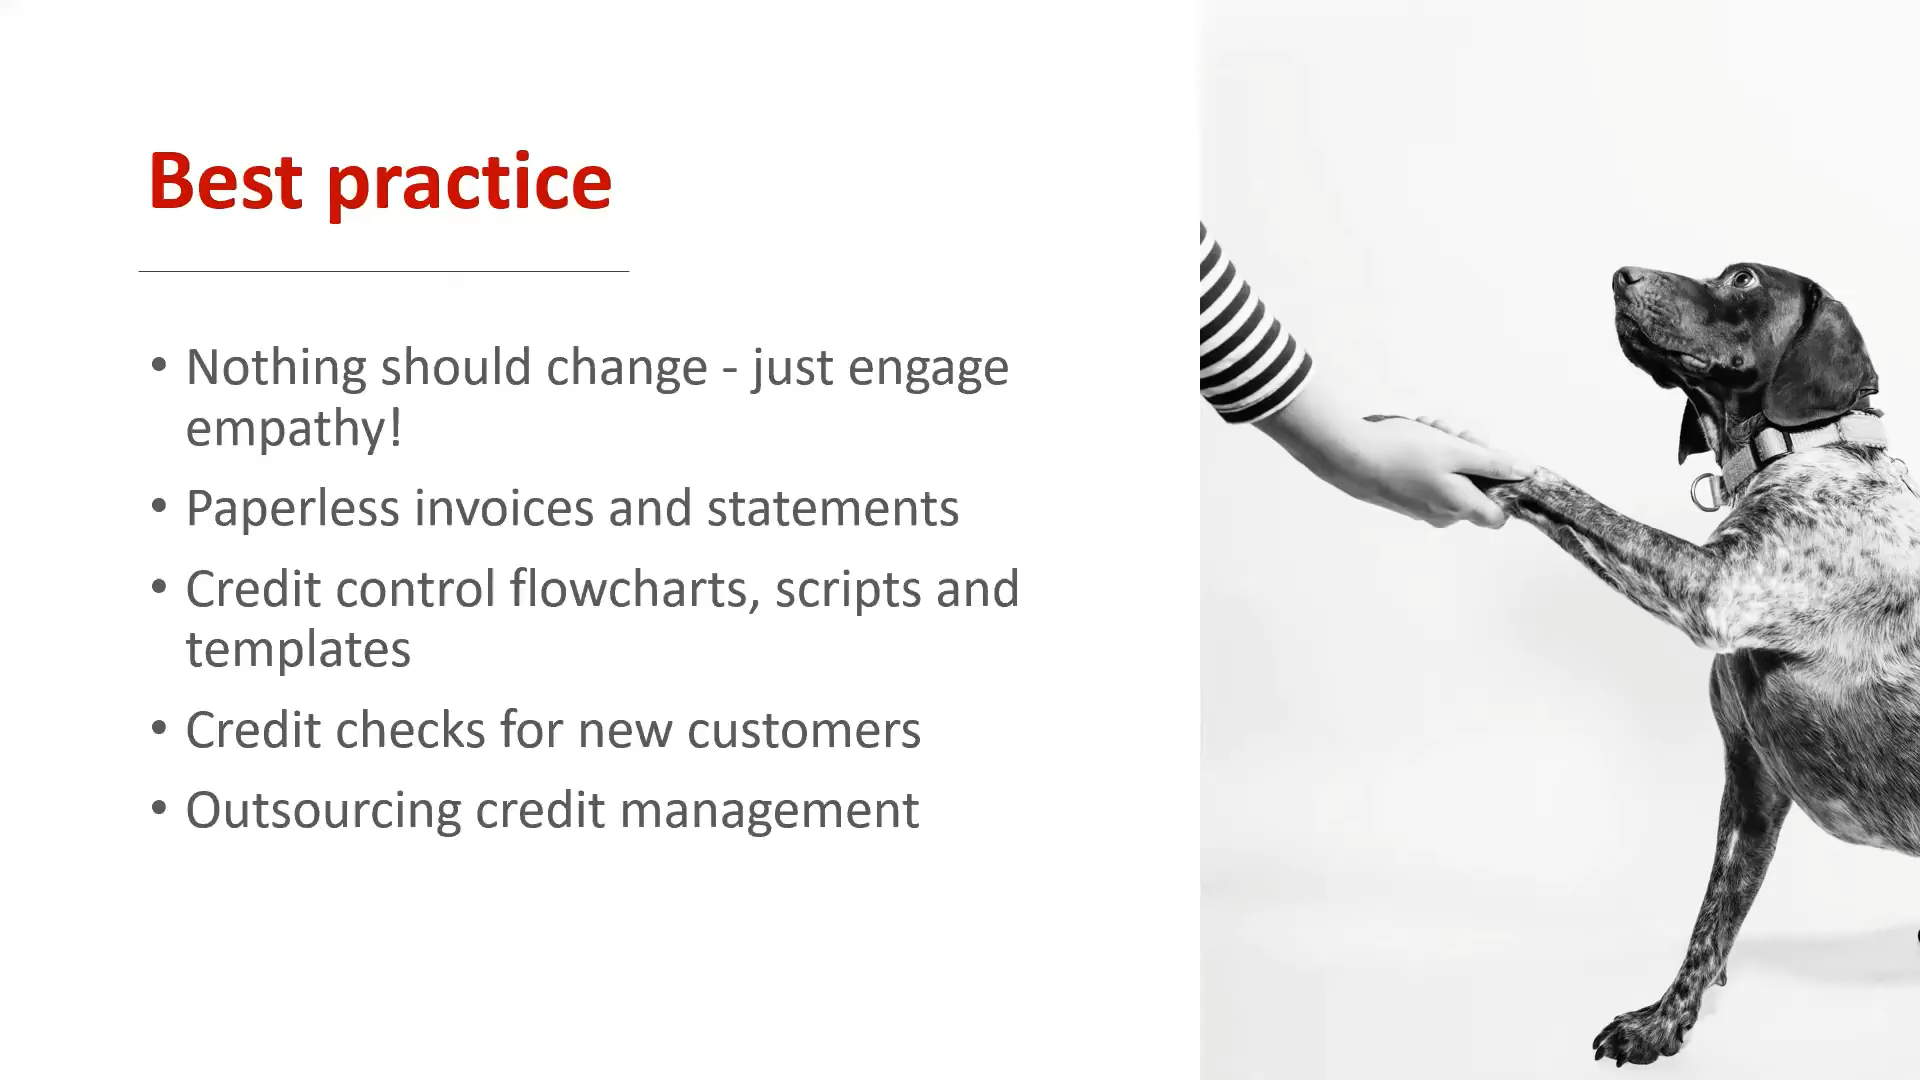 Best practice
• Nothing should change - just engage
empathy!
• Paperless invoices and statements
• Credit control flowcharts, scripts and
templates
• Credit checks for new customers
• Outsourcing credit management